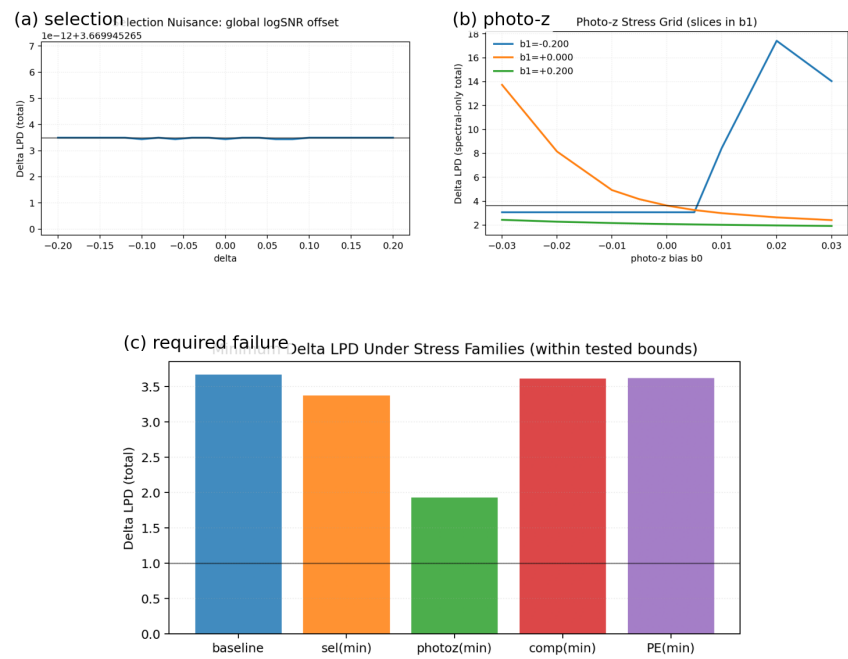 (a) selection
lection Nuisance: global logSNR offset
1e−12+3.669945265
Delta LPD (total)
7
6
5
4
3
2
1
0
−0.20 −0.15 −0.10 −0.05 0.00 0.05 0.10 0.15 0.20
delta
(b) photo-z
Photo-z Stress Grid (slices in b1)
Delta LPD (spectral-only total)
18
16
14
12
10
8
6
4
2
b1=-0.200
b1=+0.000
b1=+0.200
−0.03 −0.02 −0.01 0.00 0.01 0.02 0.03
photo-z bias b0
(c) required failure
Minimum Delta LPD Under Stress Families (within tested bounds)
Delta LPD (total)
3.5
3.0
2.5
2.0
1.5
1.0
0.5
0.0
baseline sel(min) photoz(min) comp(min) PE(min)